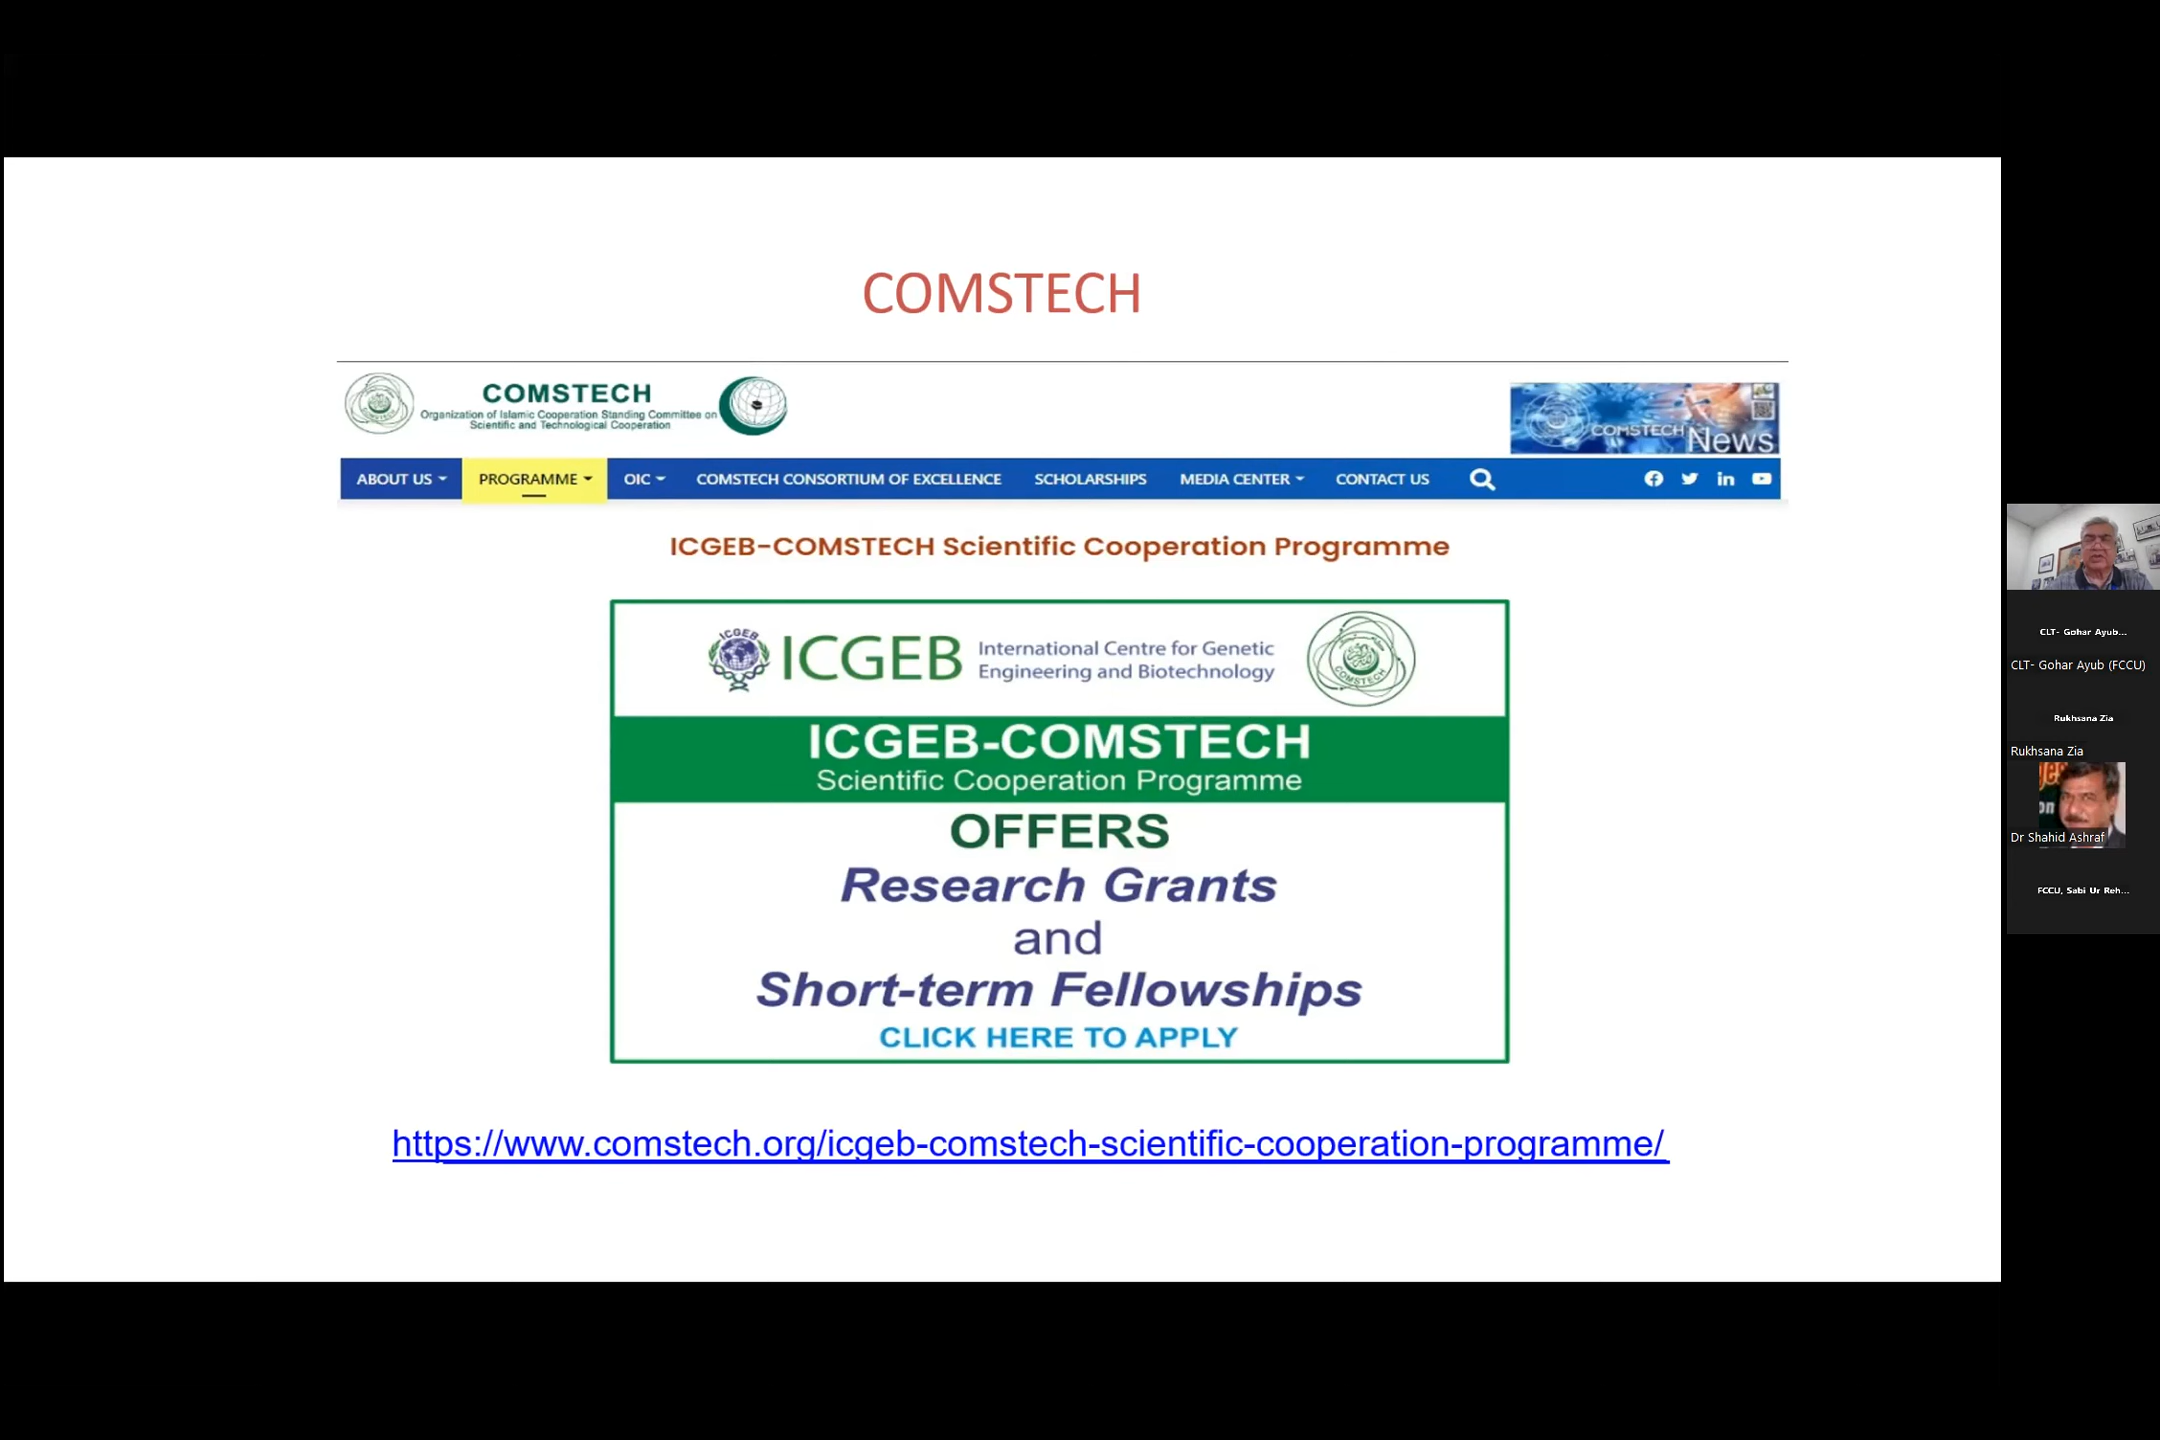 COMSTECH
COMSTECH
Organization of Islamic Cooperation Standing Committee on
Scientific and Technological Cooperation
COMSTECH News
ABOUT US PROGRAMME OIC COMSTECH CONSORTIUM OF EXCELLENCE SCHOLARSHIPS MEDIA CENTER CONTACT US
ICGEB-COMSTECH Scientific Cooperation Programme
ICGEB
ICGEB
International Centre for Genetic
Engineering and Biotechnology
COMSTECH
ICGEB-COMSTECH
Scientific Cooperation Programme
OFFERS
Research Grants
and
Short-term Fellowships
CLICK HERE TO APPLY
https://www.comstech.org/icgeb-comstech-scientific-cooperation-programme/
CLT- Gohar Ayub...
CLT- Gohar Ayub (FCCU)
Rukhsana Zia
Rukhsana Zia
Dr Shahid Ashraf
FCCU, Sabi Ur Reh...